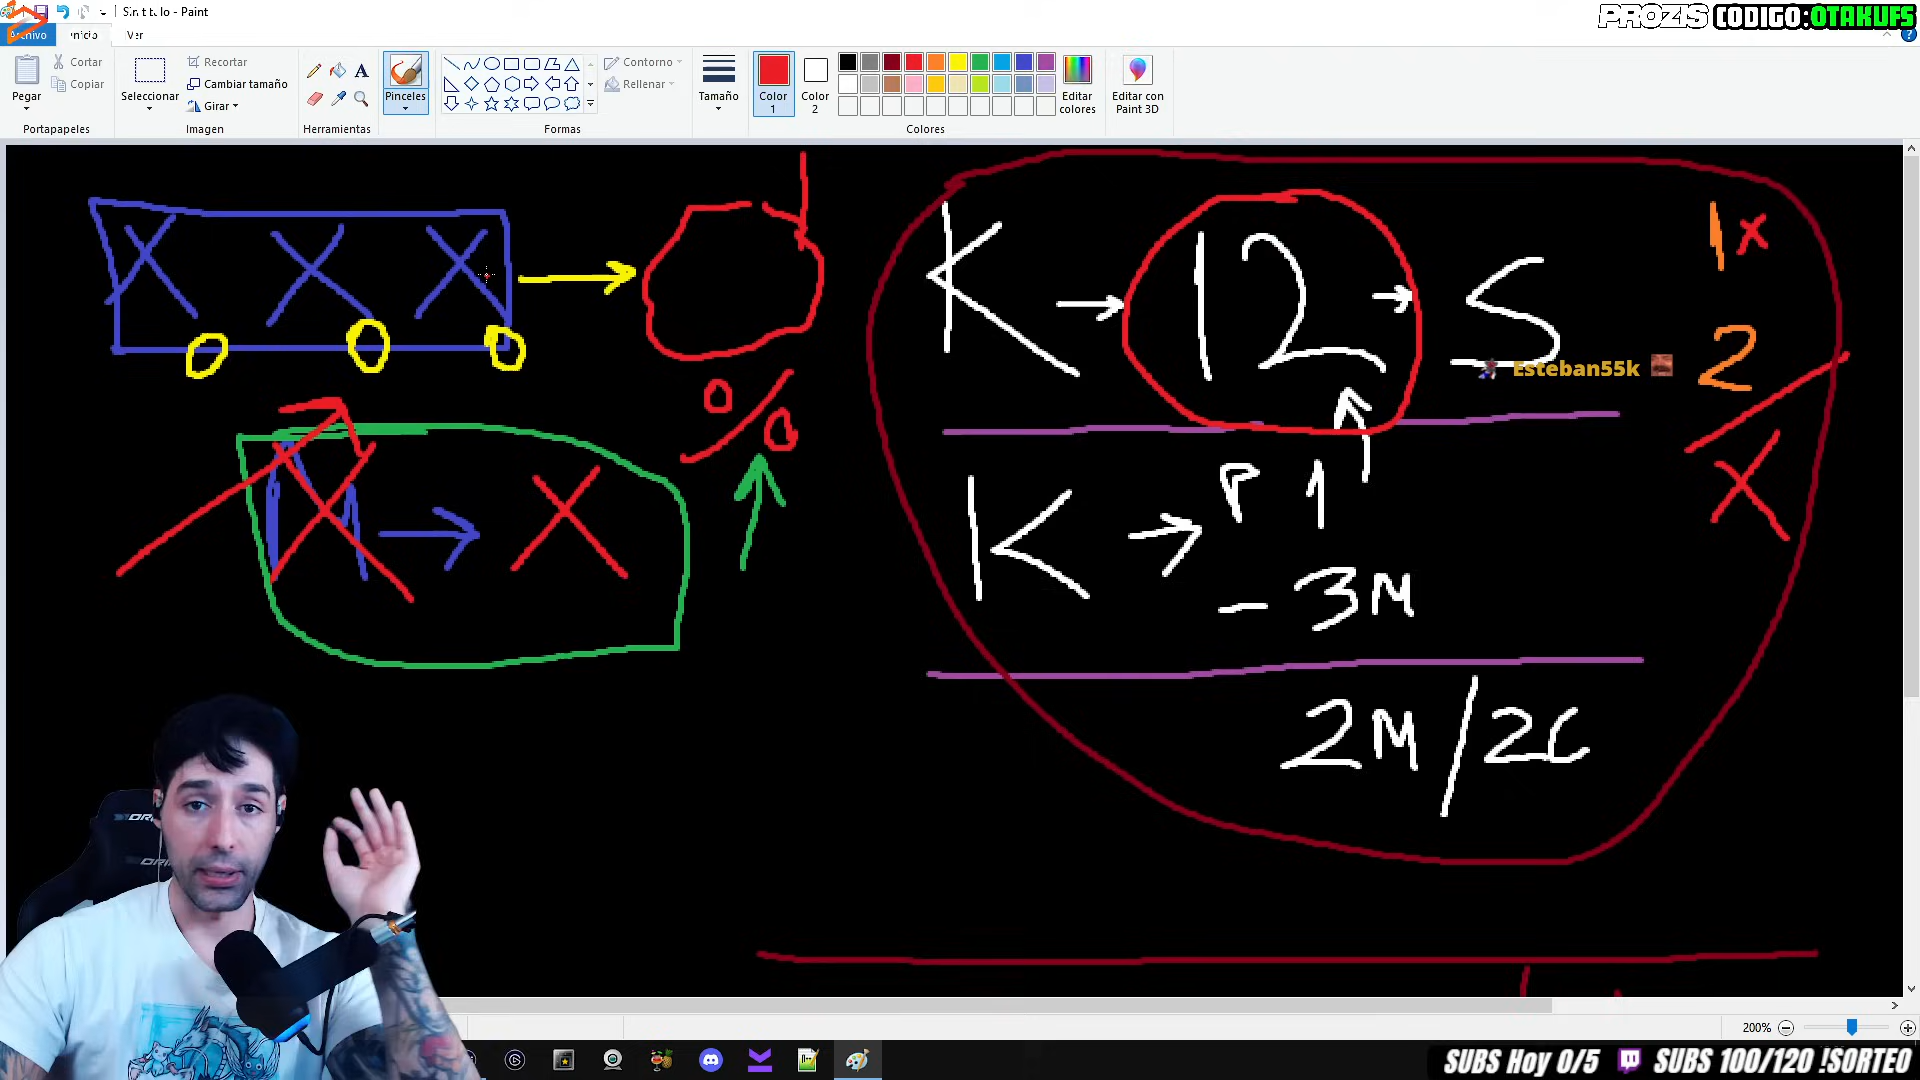 Sin título - Paint
PROZIS CODIGO:OTAKUFS
Archivo
Inicio
Ver
Pegar
Cortar
Copiar
Portapapeles
Seleccionar
Recortar
Cambiar tamaño
Girar
Imagen
Herramientas
Pinceles
Contorno
Rellenar
Formas
Tamaño
Color 1
Color 2
Editar colores
Editar con Paint 3D
Colores
X X X
K → 12 → S
1x
2
Esteban55k
X → X
K → P 1
- 3M
X
2M/2C
200%
SUBS Hoy 0/5
SUBS 100/120 !SORTEO